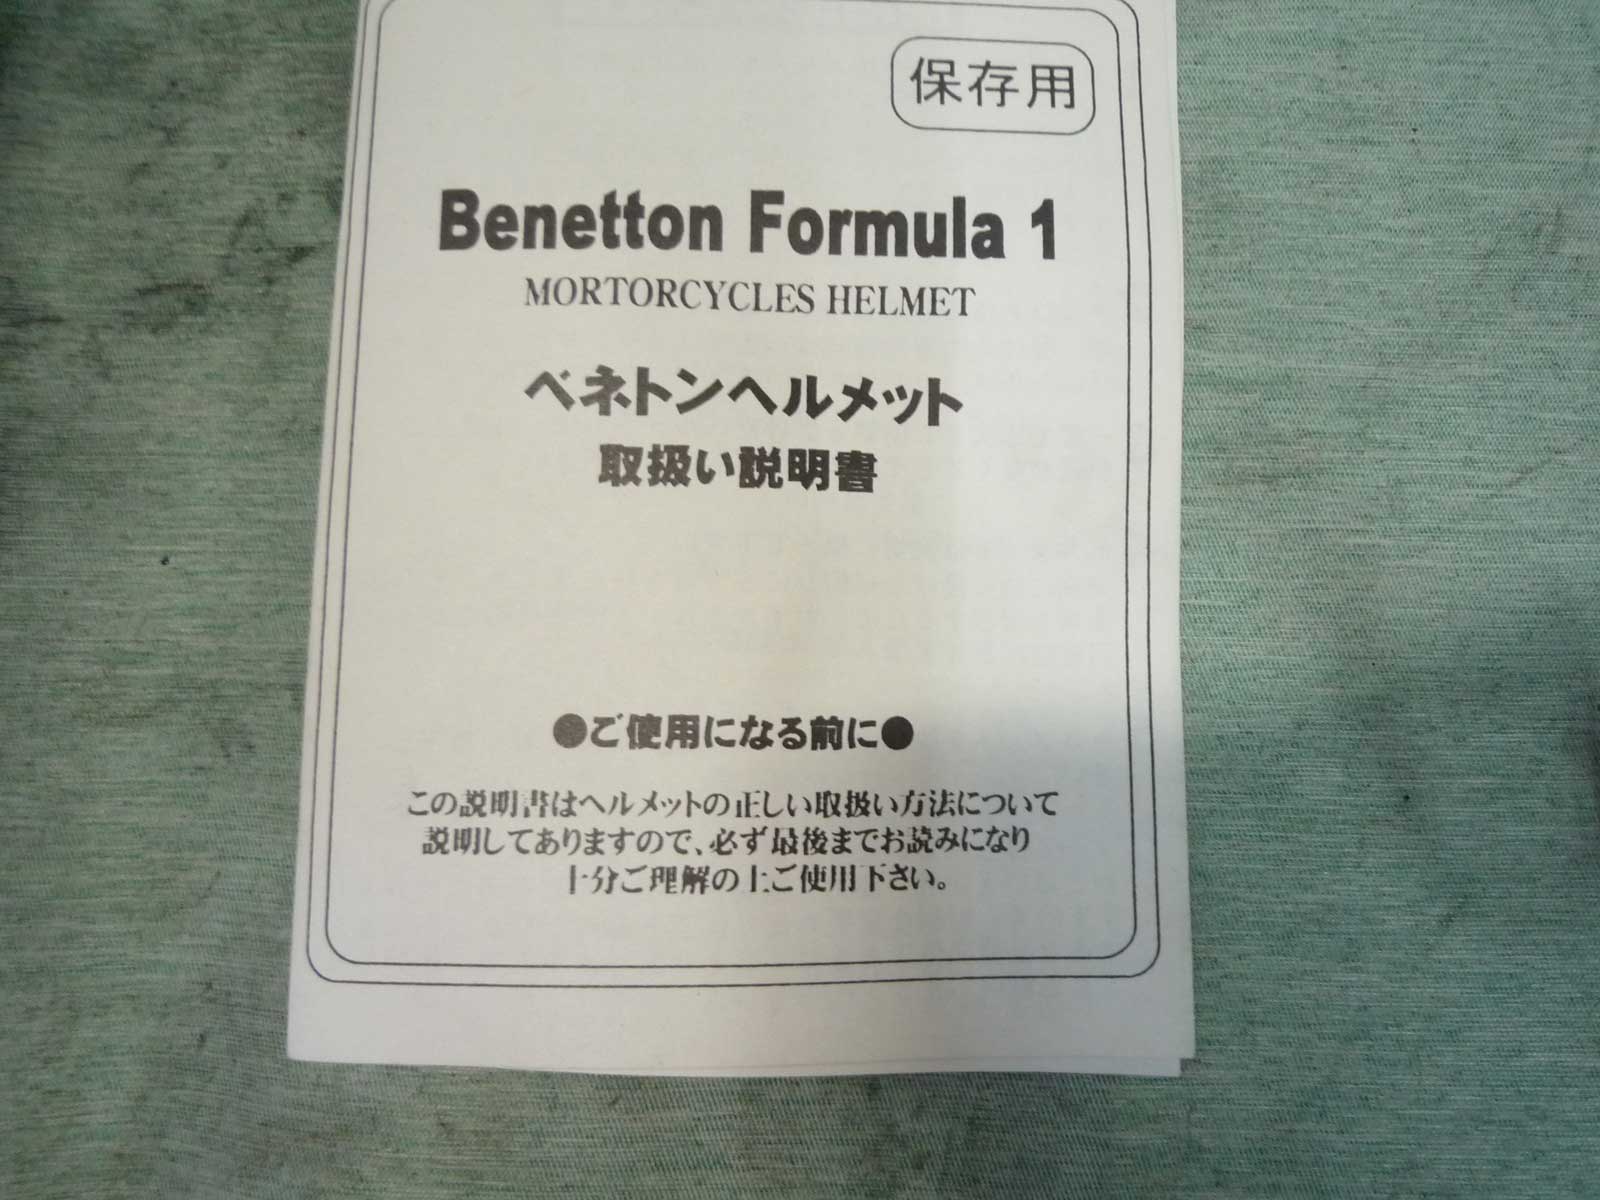 保存用
Benetton Formula 1
MORTORCYCLES HELMET
ベネトンヘルメット
取扱い説明書
●ご使用になる前に●
この説明書はヘルメットの正しい取扱い方法について
説明してありますので、必ず最後までお読みになり
十分ご理解の上ご使用下さい。